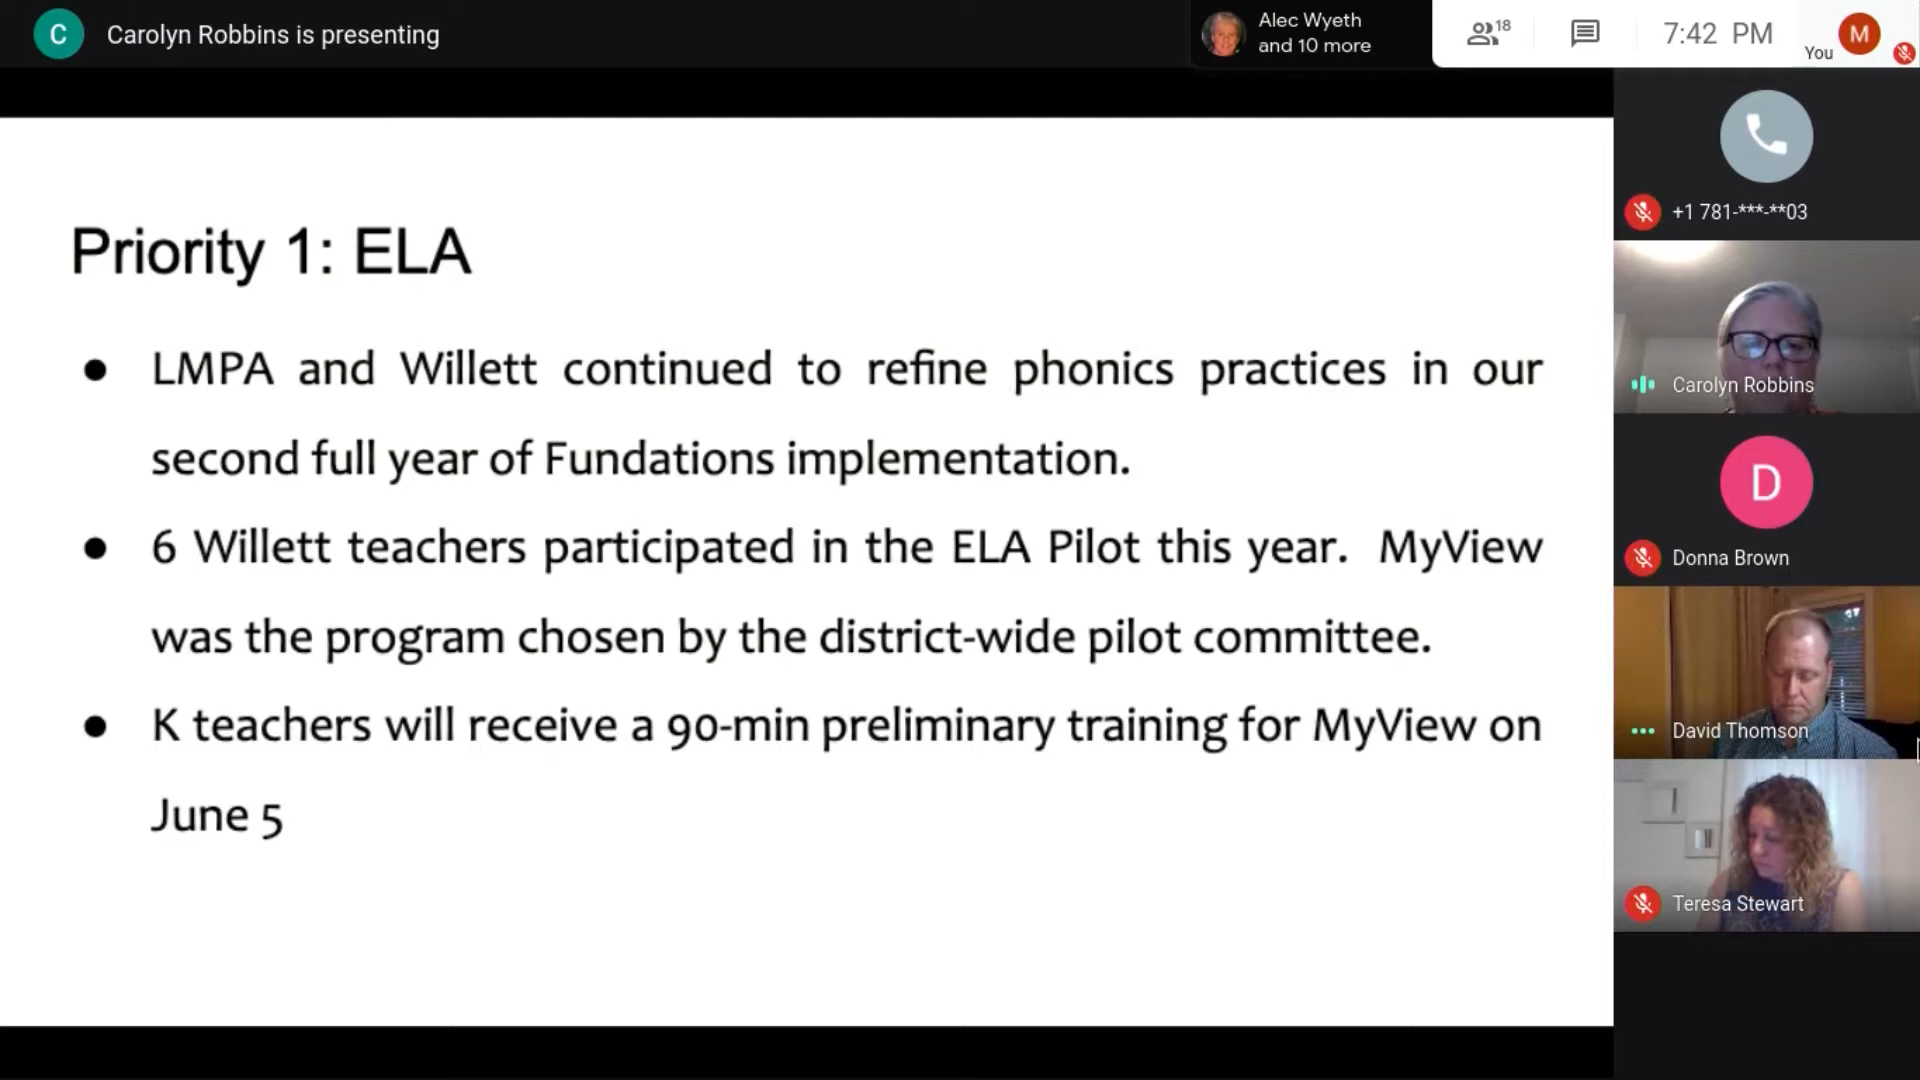 C
Carolyn Robbins is presenting
Alec Wyeth
and 10 more
18
7:42 PM
You
M
+1 781-***-**03
Priority 1: ELA
● LMPA and Willett continued to refine phonics practices in our
second full year of Fundations implementation.
● 6 Willett teachers participated in the ELA Pilot this year. MyView
was the program chosen by the district-wide pilot committee.
● K teachers will receive a 90-min preliminary training for MyView on
June 5
Carolyn Robbins
D
Donna Brown
David Thomson
Teresa Stewart